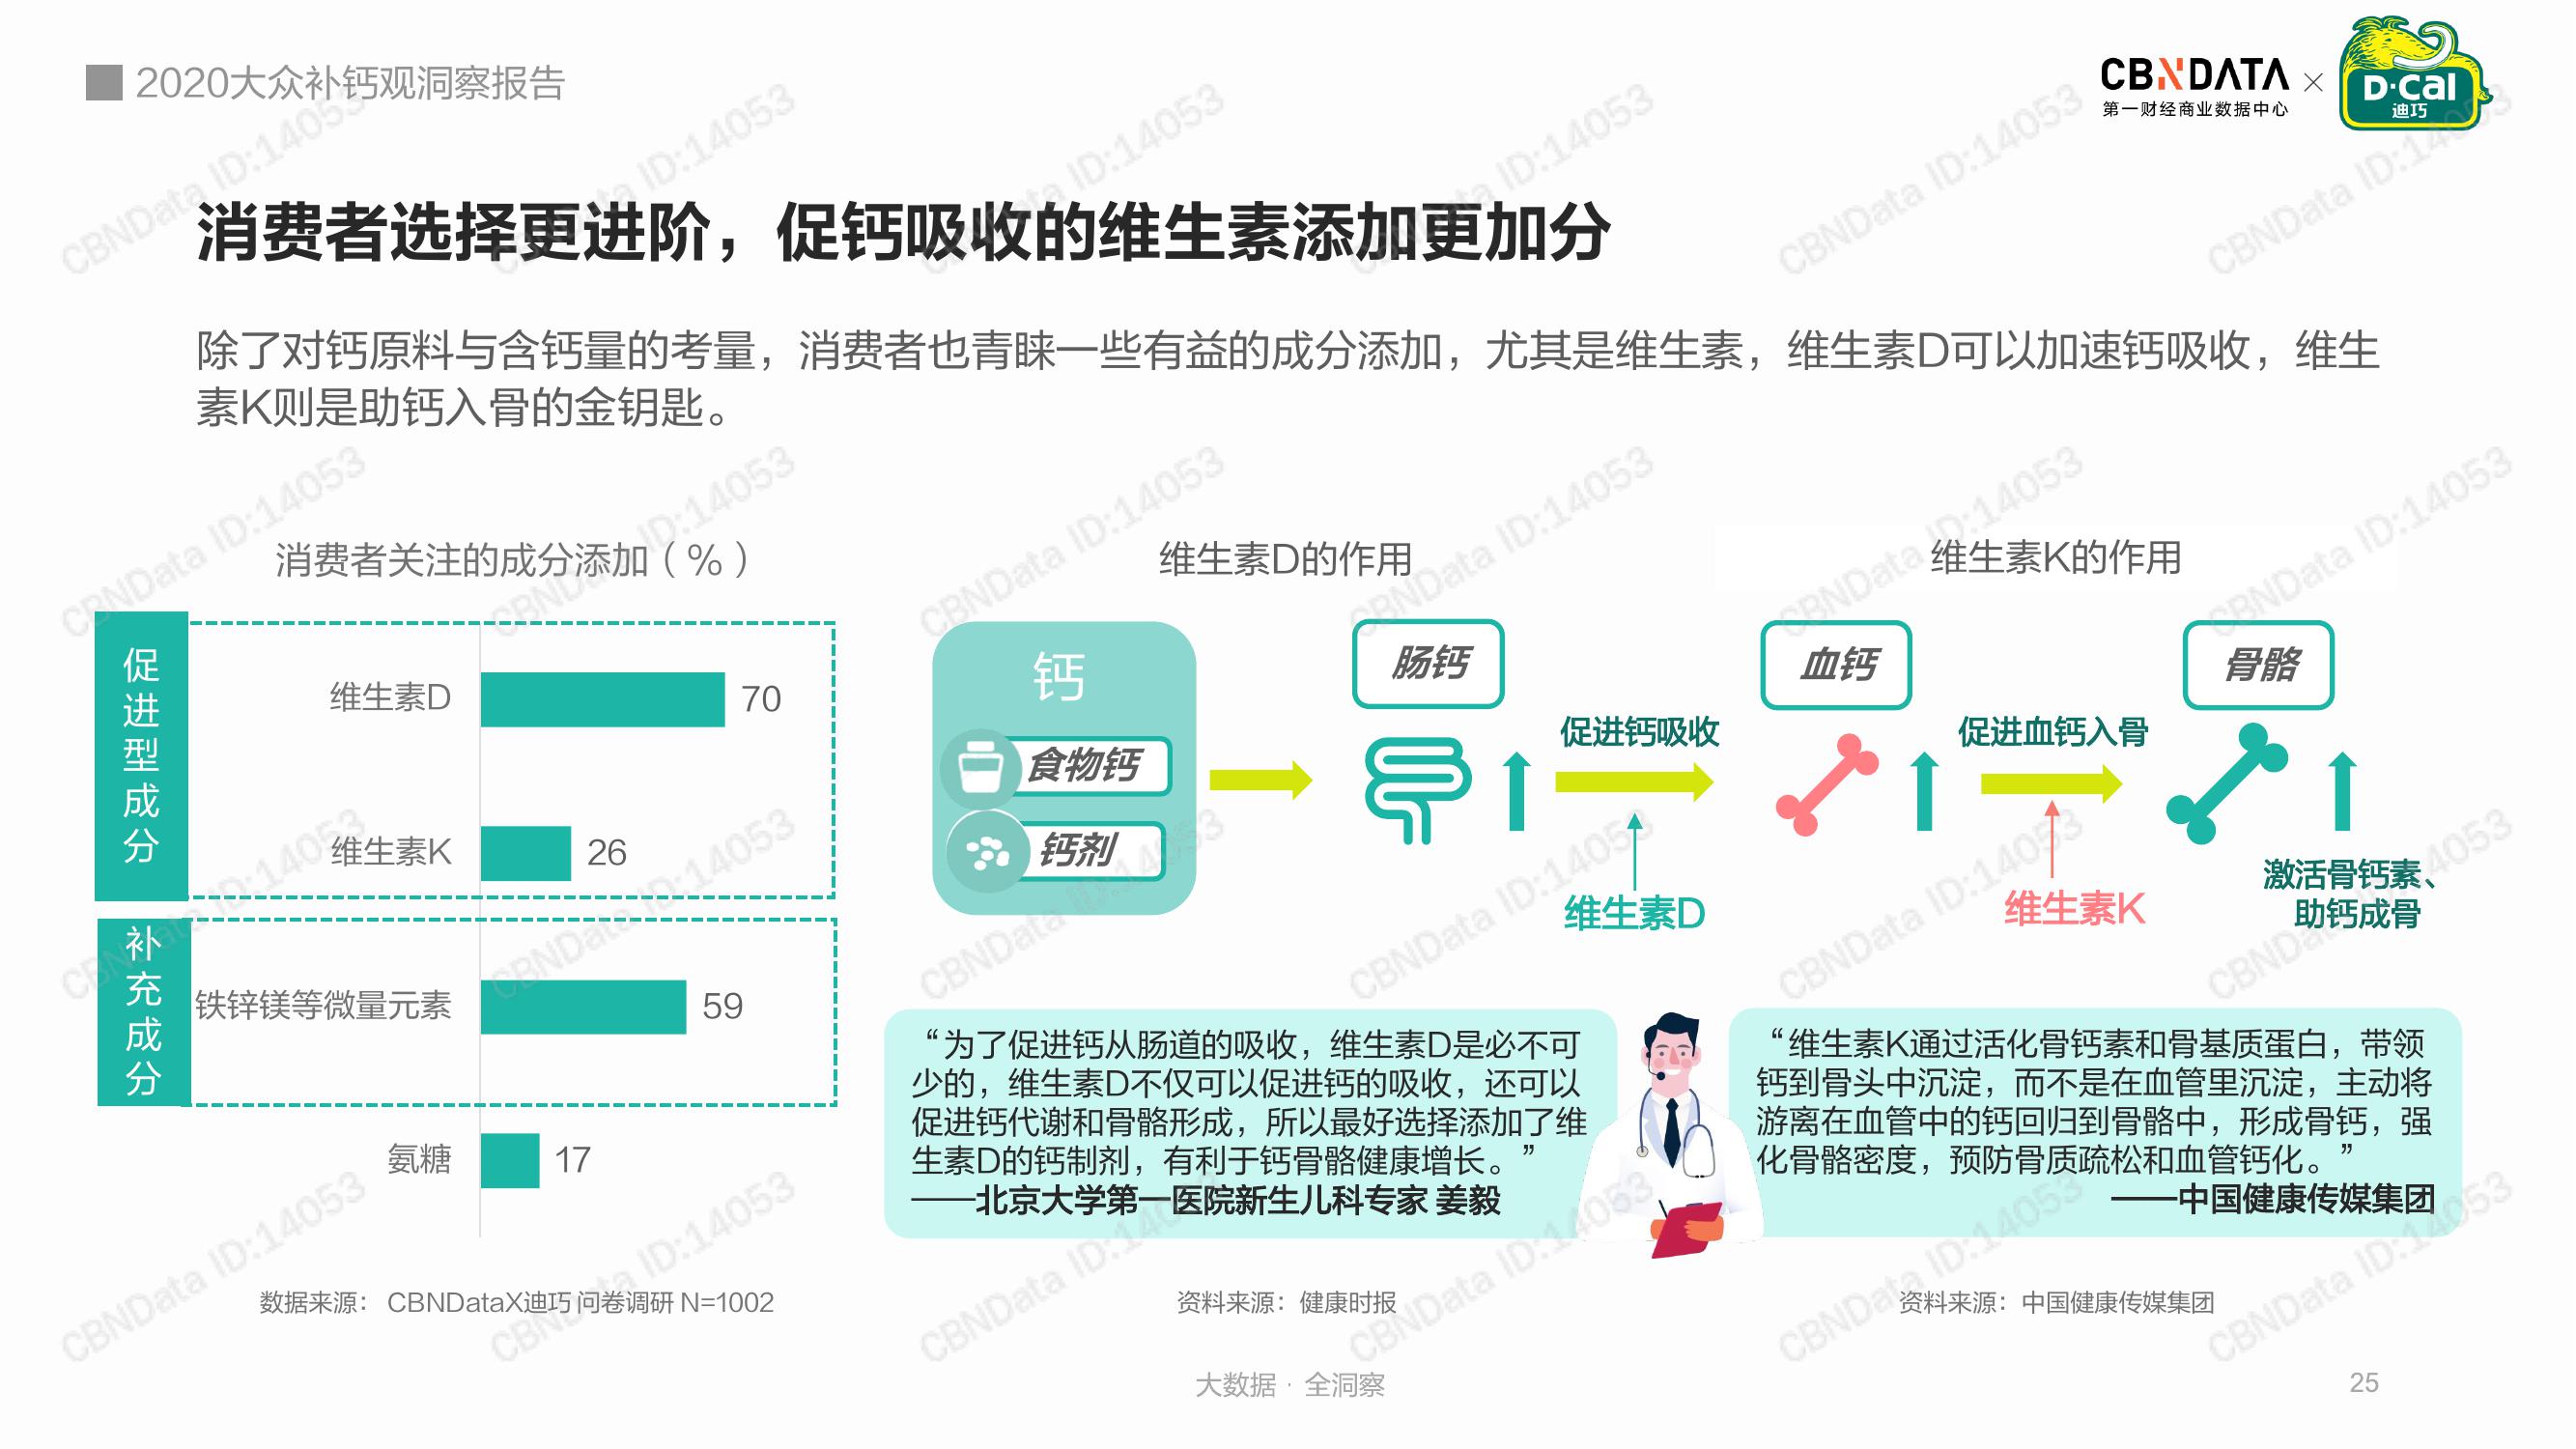 2020大众补钙观洞察报告
CBNDATA
第一财经商业数据中心
×
D·Cal
迪巧
消费者选择更进阶，促钙吸收的维生素添加更加分
除了对钙原料与含钙量的考量，消费者也青睐一些有益的成分添加，尤其是维生素，维生素D可以加速钙吸收，维生
素K则是助钙入骨的金钥匙。
消费者关注的成分添加（%）
促进型成分
维生素D 70
维生素K 26
补充成分
铁锌镁等微量元素 59
氨糖 17
数据来源： CBNDataX迪巧 问卷调研 N=1002
维生素D的作用
钙
食物钙
钙剂
肠钙
促进钙吸收
维生素D
维生素K的作用
血钙
促进血钙入骨
维生素K
骨骼
激活骨钙素、
助钙成骨
“为了促进钙从肠道的吸收，维生素D是必不可
少的，维生素D不仅可以促进钙的吸收，还可以
促进钙代谢和骨骼形成，所以最好选择添加了维
生素D的钙制剂，有利于钙骨骼健康增长。”
——北京大学第一医院新生儿科专家 姜毅
资料来源：健康时报
“维生素K通过活化骨钙素和骨基质蛋白，带领
钙到骨头中沉淀，而不是在血管里沉淀，主动将
游离在血管中的钙回归到骨骼中，形成骨钙，强
化骨骼密度，预防骨质疏松和血管钙化。”
——中国健康传媒集团
资料来源：中国健康传媒集团
大数据 · 全洞察
25
CBNData ID:14053